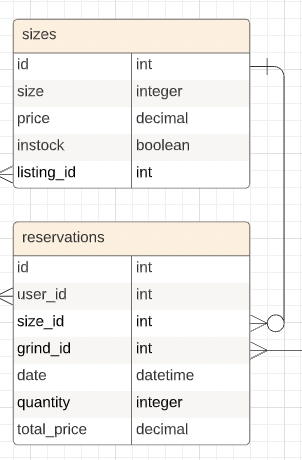 sizes
id int
size integer
price decimal
instock boolean
listing_id int
reservations
id int
user_id int
size_id int
grind_id int
date datetime
quantity integer
total_price decimal